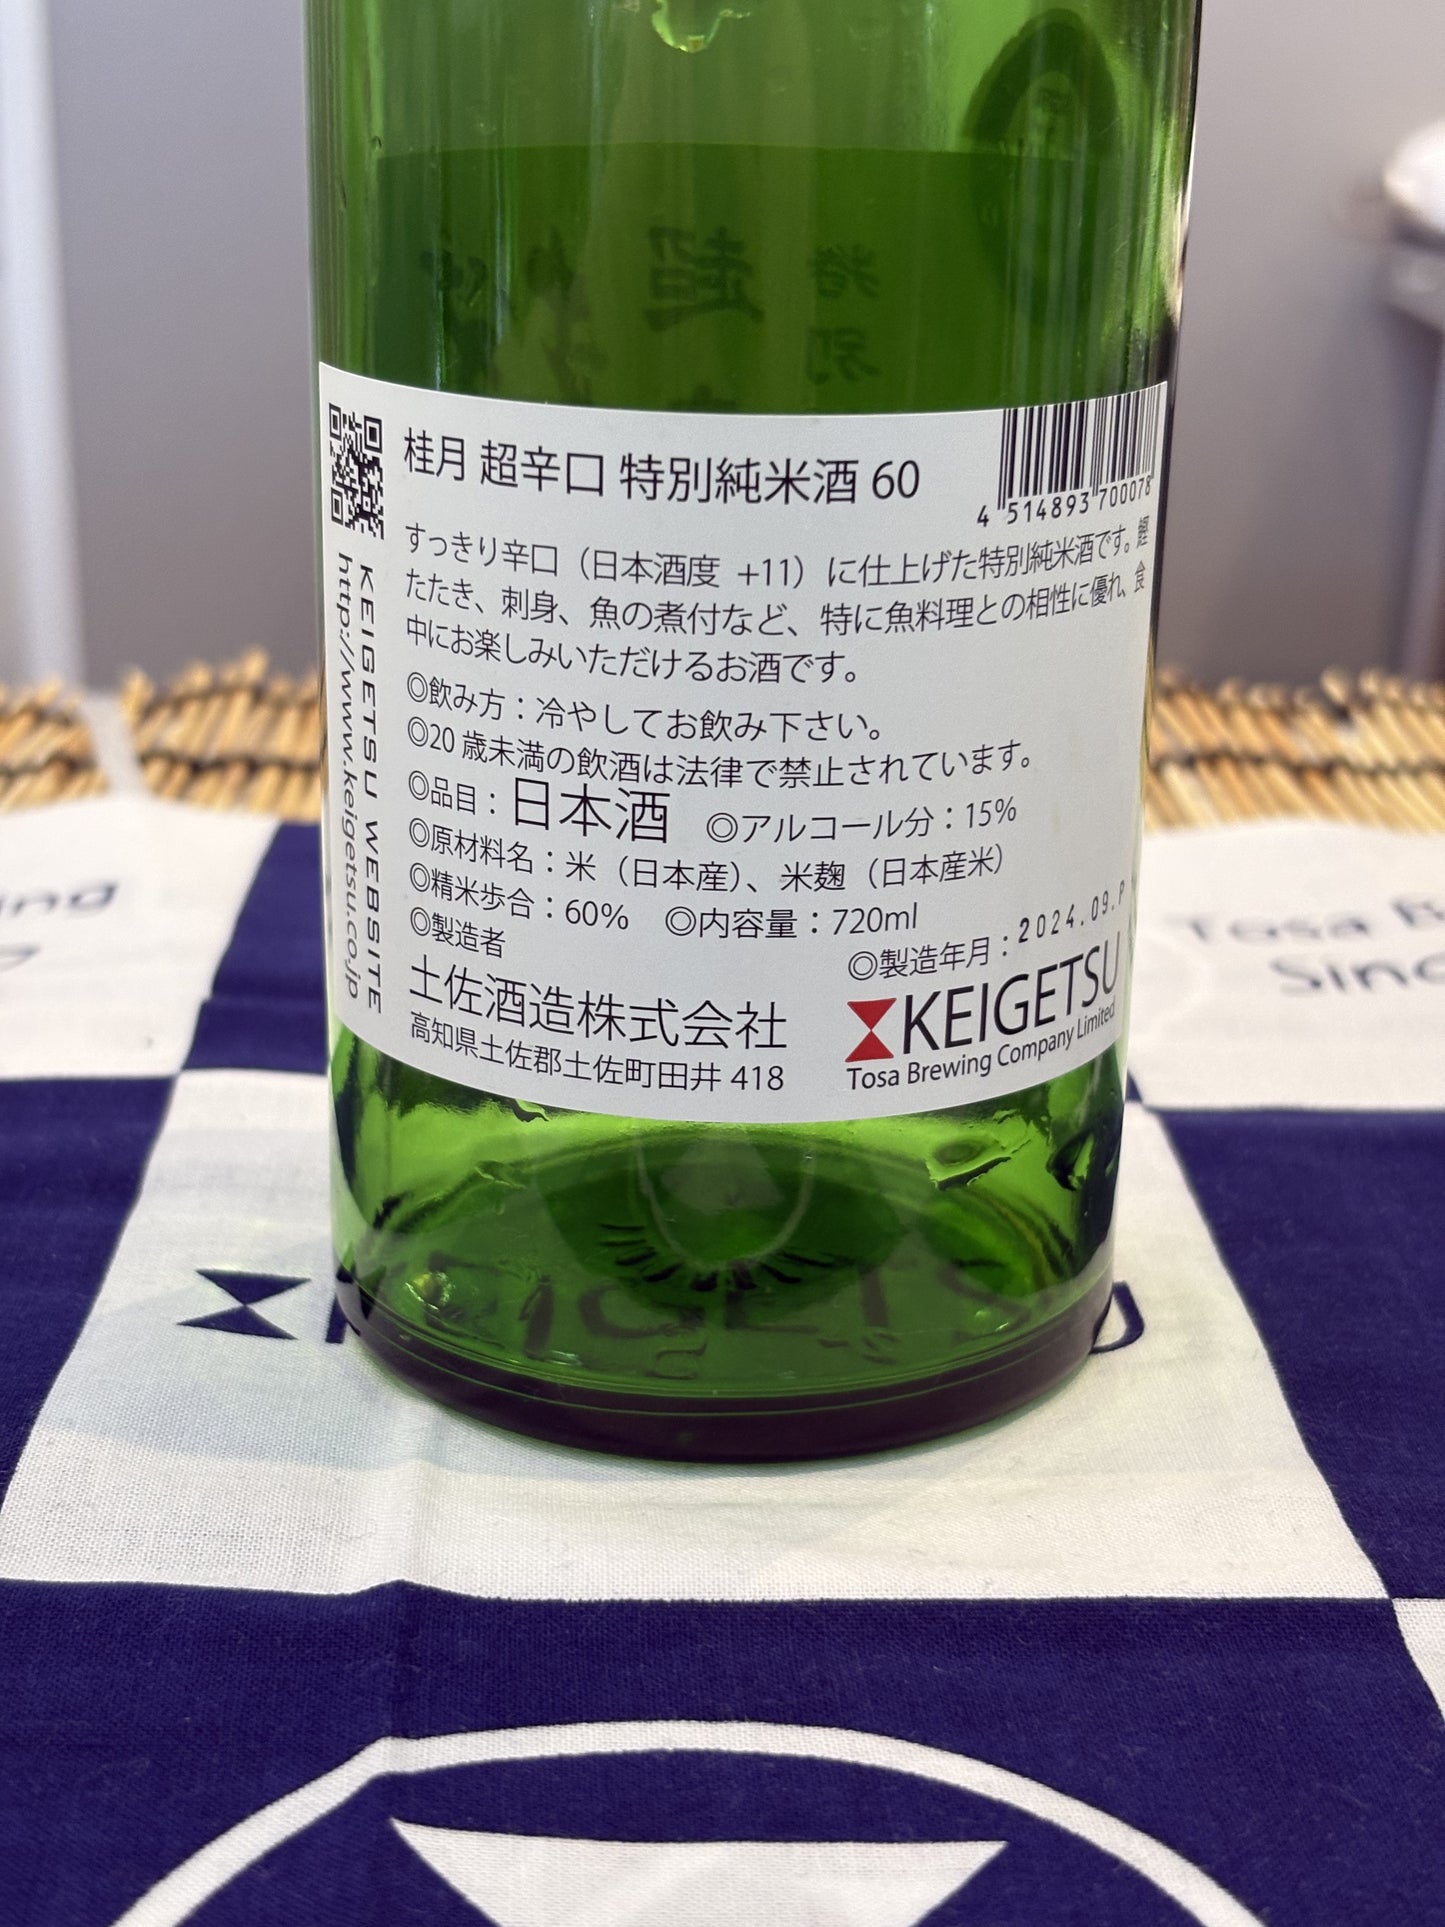 桂月 超辛口 特別純米酒 60
4 514893 700078
すっきり辛口（日本酒度 +11）に仕上げた特別純米酒です。鰹
たたき、刺身、魚の煮付など、特に魚料理との相性に優れ、食
中にお楽しみいただけるお酒です。
◎飲み方：冷やしてお飲み下さい。
◎20 歳未満の飲酒は法律で禁止されています。
◎品目：日本酒 ◎アルコール分：15%
◎原材料名：米（日本産）、米麹（日本産米）
◎精米歩合：60% ◎内容量：720ml
◎製造者
◎製造年月：2024.09.P
土佐酒造株式会社
高知県土佐郡土佐町田井 418
KEIGETSU
Tosa Brewing Company Limited
KEIGETSU WEBSITE
http://www.keigetsu.co.jp
超
特別
KEIGETSU
Tosa B
Sinc
ing